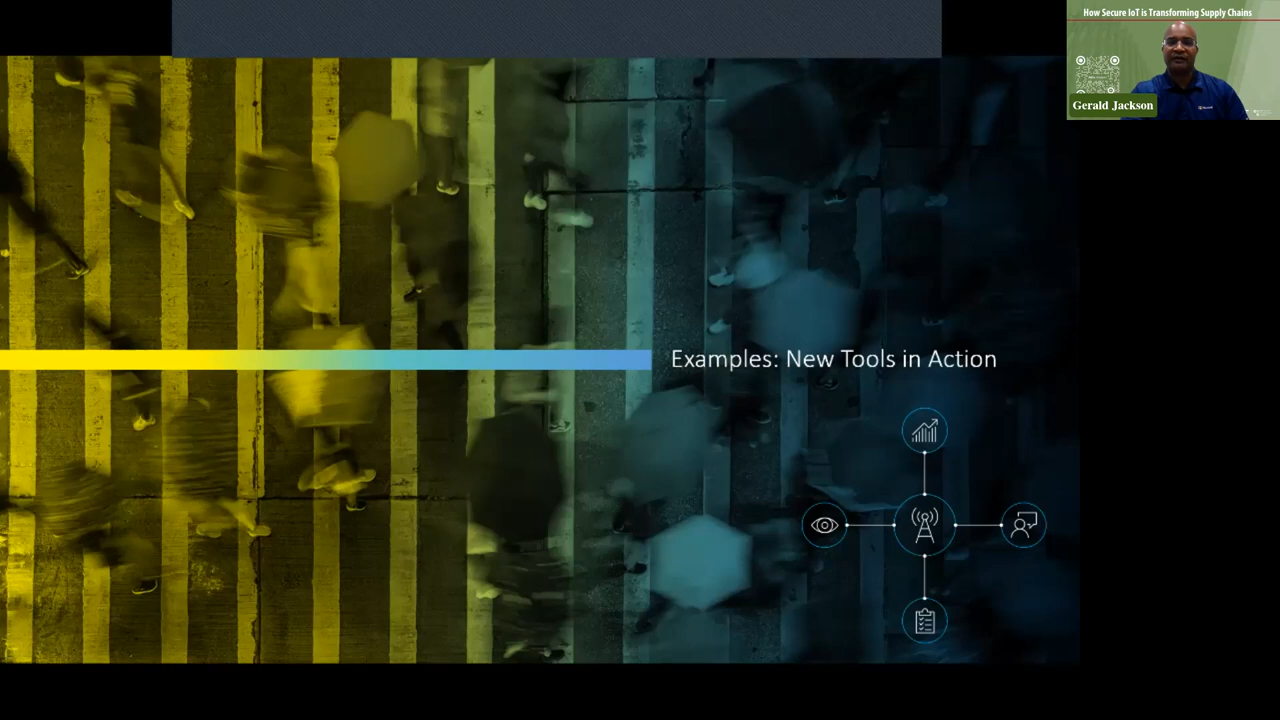 How Secure IoT is Transforming Supply Chains
Gerald Jackson
Examples: New Tools in Action